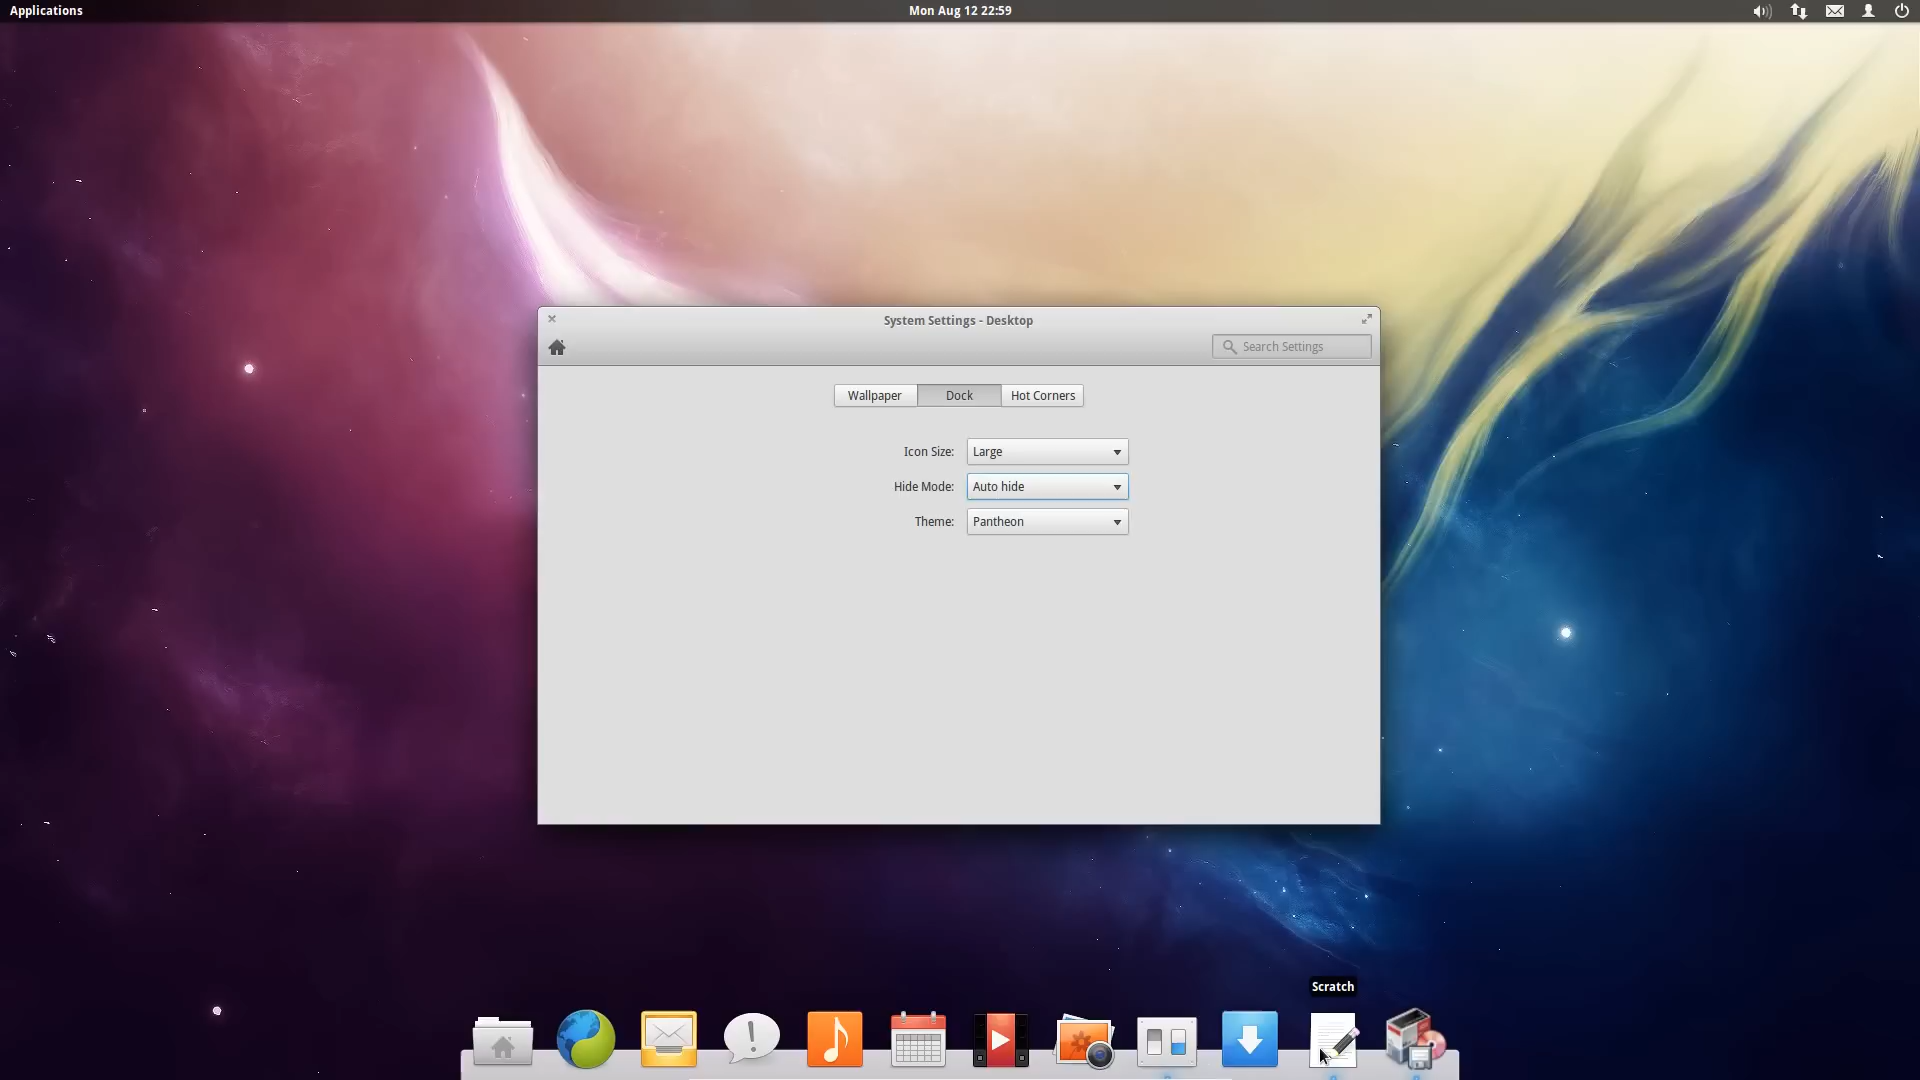 Applications
Mon Aug 12 22:59
System Settings - Desktop
Search Settings
Wallpaper
Dock
Hot Corners
Icon Size: Large
Hide Mode: Auto hide
Theme: Pantheon
Scratch